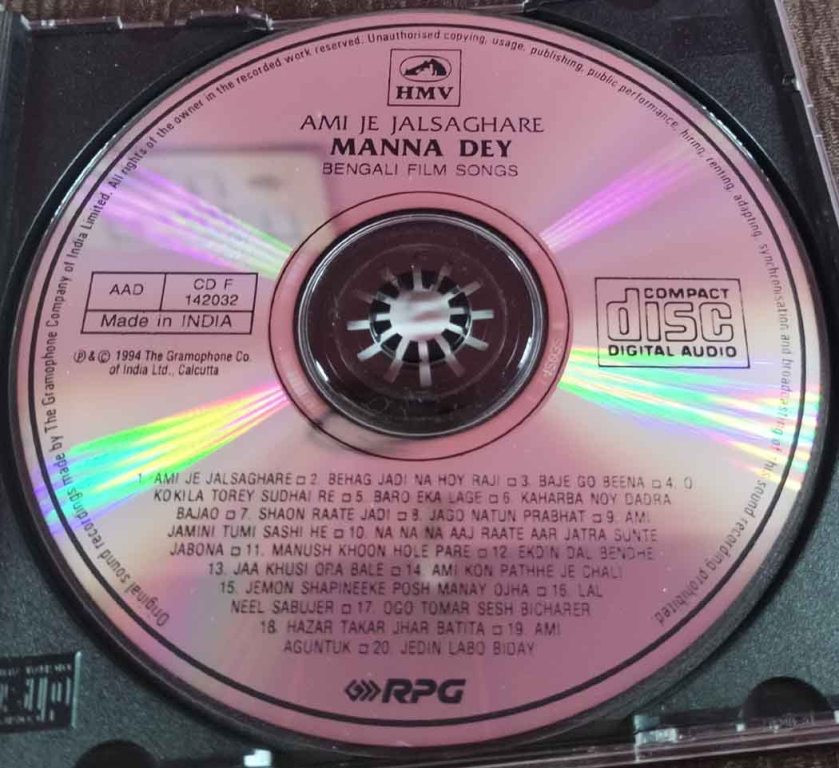 Original sound recordings made by The Gramophone Company of India Limited. All rights of the owner in the recorded work reserved. Unauthorised copying, usage, publishing, public performance, hiring, renting, adapting, synchronisation and broadcasting of this sound recording prohibited
HMV
AMI JE JALSAGHARE
MANNA DEY
BENGALI FILM SONGS
AAD
CD F
142032
Made in INDIA
COMPACT
disc
DIGITAL AUDIO
℗ & © 1994 The Gramophone Co.
of India Ltd., Calcutta
1. AMI JE JALSAGHARE □ 2. BEHAG JADI NA HOY RAJI □ 3. BAJE GO BEENA □ 4. O
KOKILA TOREY SUDHAI RE □ 5. BARO EKA LAGE □ 6. KAHARBA NOY DADRA
BAJAO □ 7. SHAON RAATE JADI □ 8. JAGO NATUN PRABHAT □ 9. AMI
JAMINI TUMI SASHI HE □ 10. NA NA NA AAJ RAATE AAR JATRA SUNTE
JABONA □ 11. MANUSH KHOON HOLE PARE □ 12. EKDIN DAL BENDHE
13. JAA KHUSI ORA BALE □ 14. AMI KON PATHHE JE CHALI
15. JEMON SHAPINEEKE POSH MANAY OJHA □ 16. LAL
NEEL SABUJER □ 17. OGO TOMAR SESH BICHARER
18. HAZAR TAKAR JHAR BATITA □ 19. AMI
AGUNTUK □ 20. JEDIN LABO BIDAY
RPG